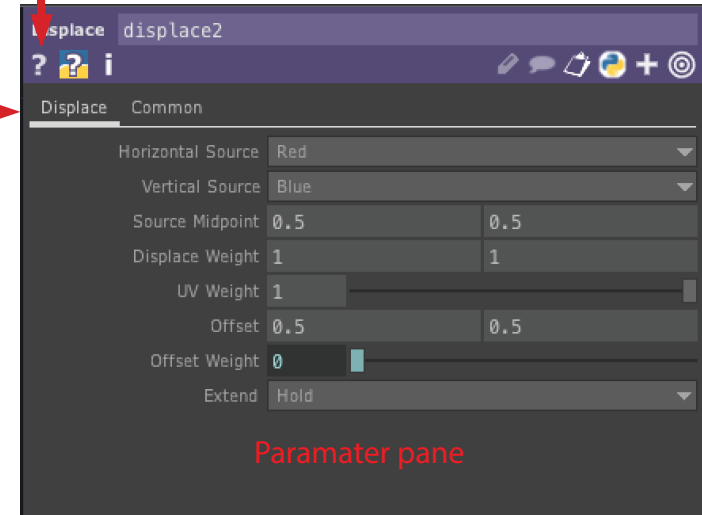 Displace displace2
? ? i
Displace Common
Horizontal Source Red
Vertical Source Blue
Source Midpoint 0.5 0.5
Displace Weight 1 1
UV Weight 1
Offset 0.5 0.5
Offset Weight 0
Extend Hold
Paramater pane